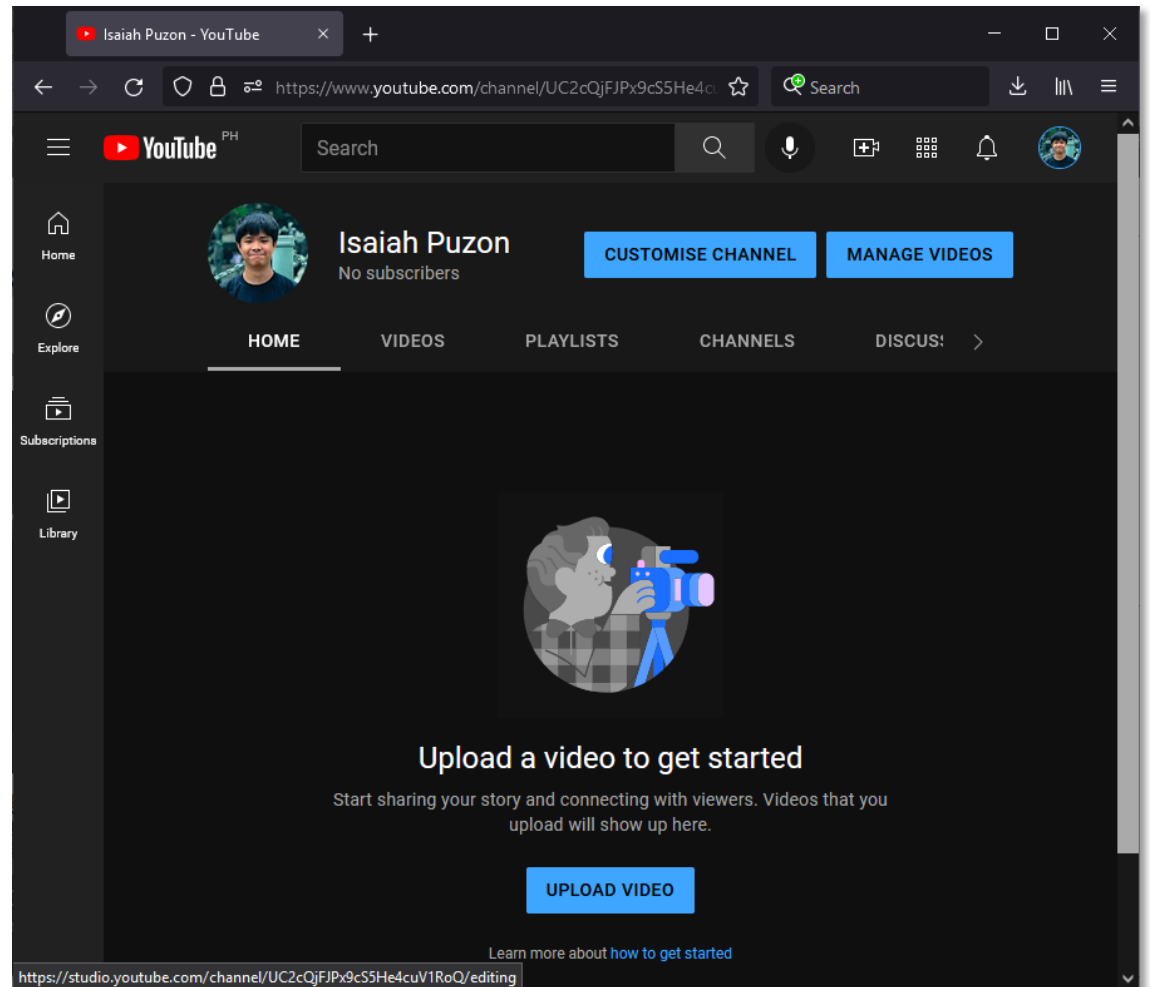 Isaiah Puzon - YouTube
https://www.youtube.com/channel/UC2cQjFJPx9cS5He4cu
Search
YouTube PH
Search
Home
Explore
Subscriptions
Library
Isaiah Puzon
No subscribers
CUSTOMISE CHANNEL
MANAGE VIDEOS
HOME VIDEOS PLAYLISTS CHANNELS DISCUSS
Upload a video to get started
Start sharing your story and connecting with viewers. Videos that you
upload will show up here.
UPLOAD VIDEO
Learn more about how to get started
https://studio.youtube.com/channel/UC2cQjFJPx9cS5He4cuV1RoQ/editing